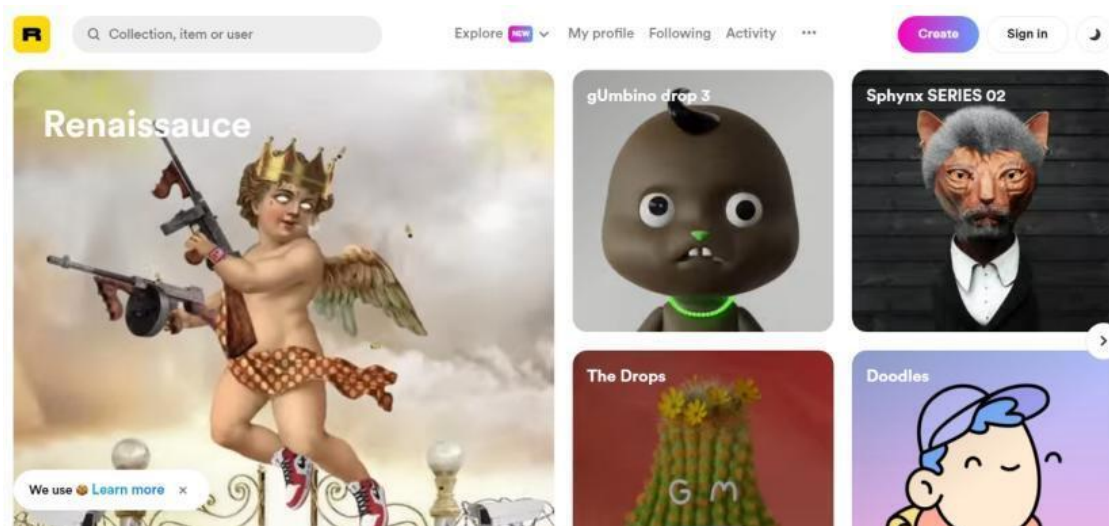 R
Collection, item or user
Explore NEW
My profile
Following
Activity
Create
Sign in
Renaissauce
gUmbino drop 3
Sphynx SERIES 02
The Drops
GM
Doodles
We use 🍪 Learn more ×